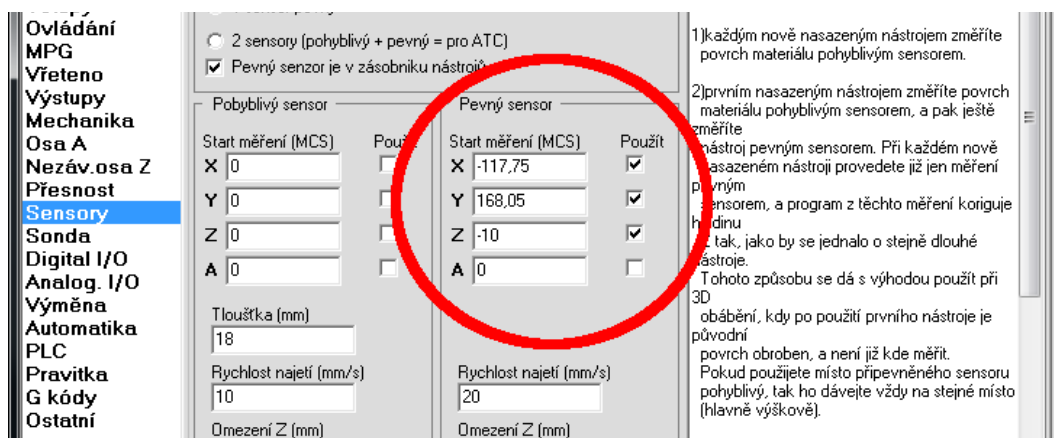 Ovládání
MPG
Vřeteno
Výstupy
Mechanika
Osa A
Nezáv.osa Z
Přesnost
Sensory
Sonda
Digital I/O
Analog. I/O
Výměna
Automatika
PLC
Pravitka
G kódy
Ostatní
2 sensory (pohyblivý + pevný = pro ATC)
Pevný senzor je v zásobniku nástrojů
Pobyblivý sensor
Start měření (MCS)
X 0
Y 0
Z 0
A 0
Tloušťka (mm)
18
Rychlost najetí (mm/s)
10
Omezení Z (mm)
Pevný sensor
Start měření (MCS) Použít
X -117,75
Y 168,05
Z -10
A 0
Rychlost najetí (mm/s)
20
Omezení Z (mm)
1)každým nově nasazeným nástrojem změříte
povrch materiálu pohyblivým sensorem.
2)prvním nasazeným nástrojem změříte povrch
materiálu pohyblivým sensorem, a pak ještě
změříte
nástroj pevným sensorem. Při každém nově
nasazeném nástroji provedete již jen měření
pevným
sensorem, a program z těchto měření koriguje
hodinu
tak, jako by se jednalo o stejně dlouhé
nástroje.
Tohoto způsobu se dá s výhodou použít při
3D
obábění, kdy po použití prvního nástroje je
původní
povrch obroben, a není již kde měřit.
Pokud použijete místo připevněného sensoru
pohyblivý, tak ho dávejte vždy na stejné místo
(hlavně výškově).